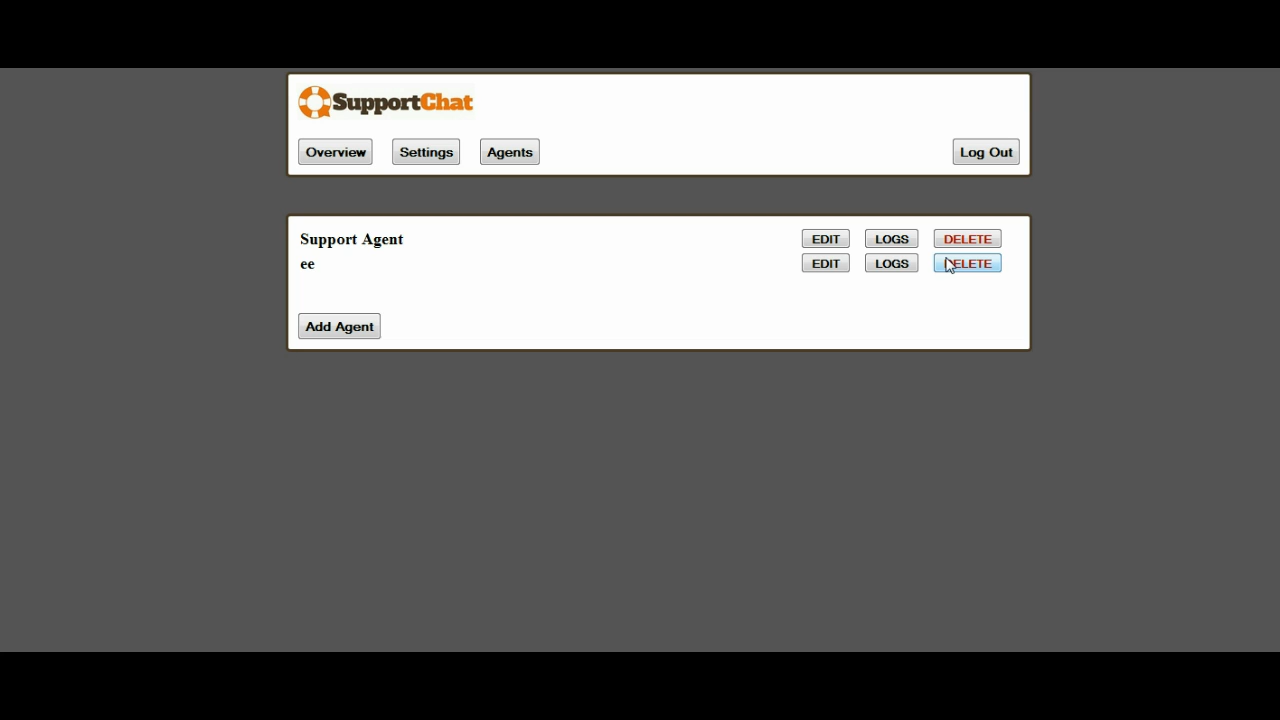 SupportChat
Overview Settings Agents Log Out
Support Agent EDIT LOGS DELETE
ee EDIT LOGS DELETE
Add Agent